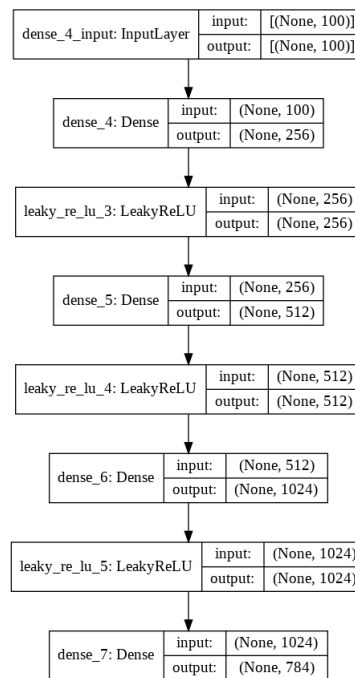 dense_4_input: InputLayer
input: [(None, 100)]
output: [(None, 100)]
dense_4: Dense
input: (None, 100)
output: (None, 256)
leaky_re_lu_3: LeakyReLU
input: (None, 256)
output: (None, 256)
dense_5: Dense
input: (None, 256)
output: (None, 512)
leaky_re_lu_4: LeakyReLU
input: (None, 512)
output: (None, 512)
dense_6: Dense
input: (None, 512)
output: (None, 1024)
leaky_re_lu_5: LeakyReLU
input: (None, 1024)
output: (None, 1024)
dense_7: Dense
input: (None, 1024)
output: (None, 784)